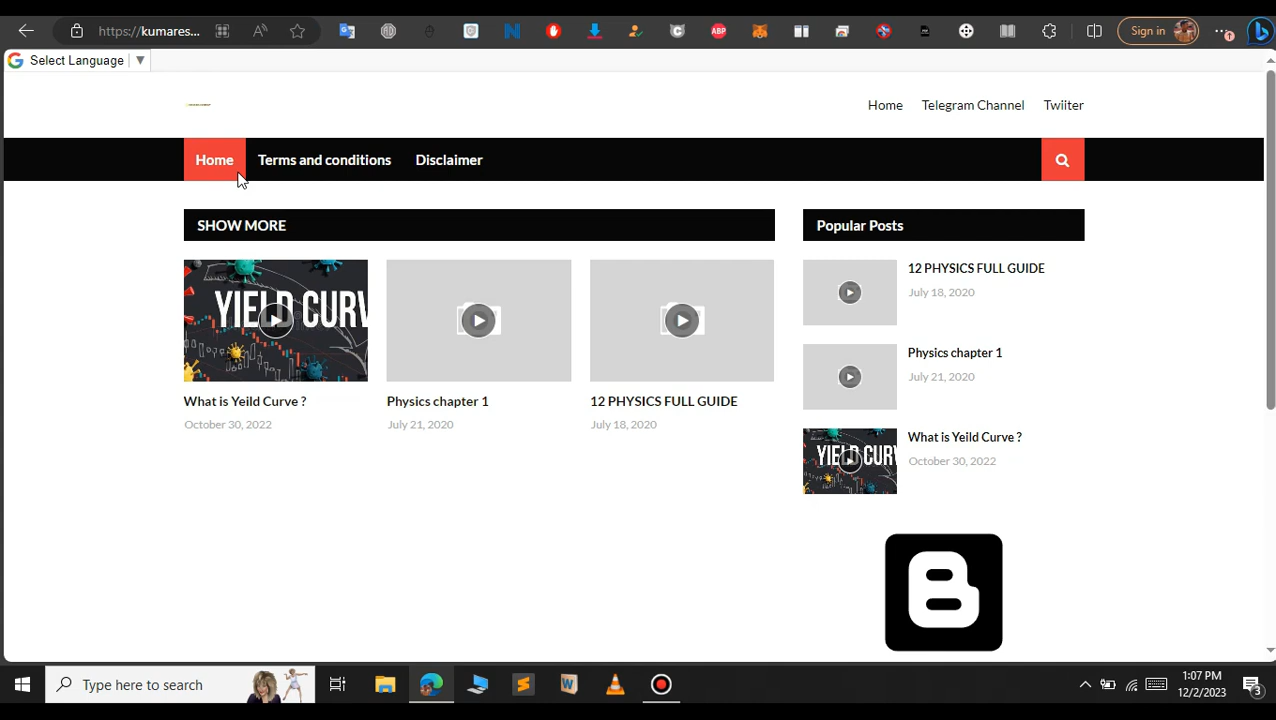 https://kumares...
Sign in
Select Language
Home Telegram Channel Twiiter
Home Terms and conditions Disclaimer
SHOW MORE
YIELD CURV
What is Yeild Curve ?
October 30, 2022
Physics chapter 1
July 21, 2020
12 PHYSICS FULL GUIDE
July 18, 2020
Popular Posts
12 PHYSICS FULL GUIDE
July 18, 2020
Physics chapter 1
July 21, 2020
YIELD CURV
What is Yeild Curve ?
October 30, 2022
Type here to search
1:07 PM
12/2/2023
3